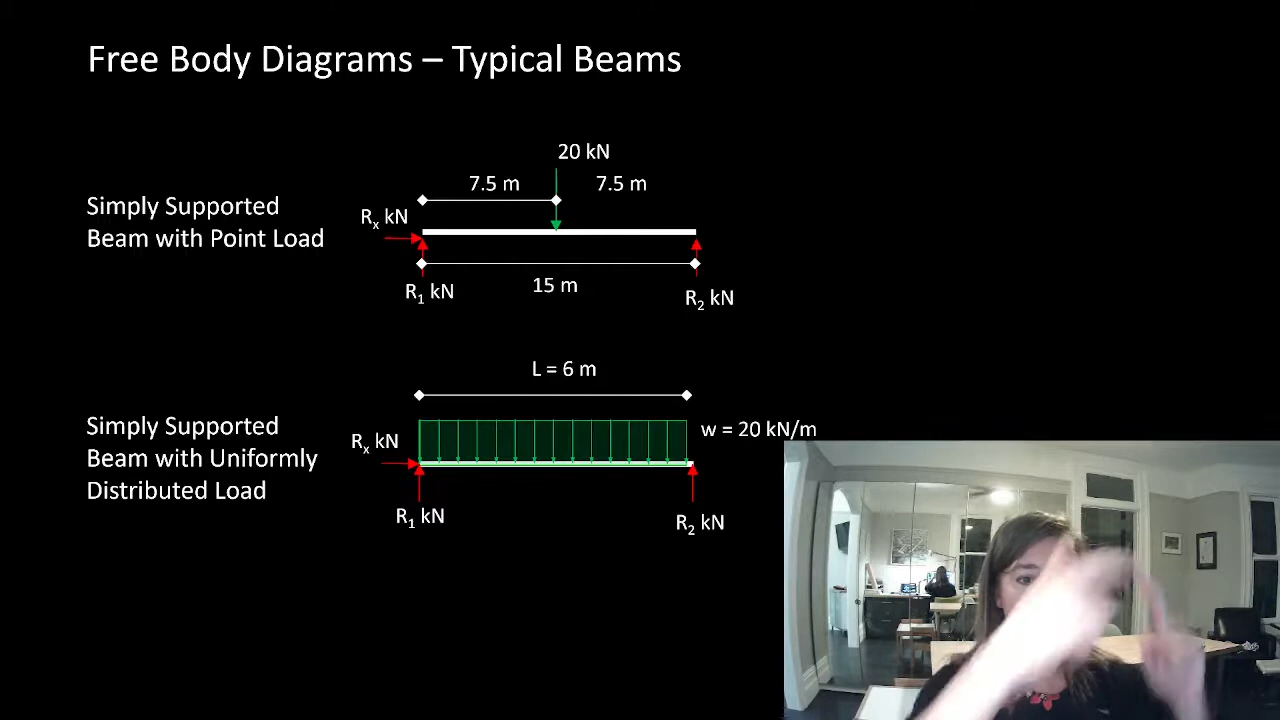 Free Body Diagrams – Typical Beams
20 kN
7.5 m
7.5 m
Simply Supported
Beam with Point Load
Rₓ kN
R₁ kN
15 m
R₂ kN
L = 6 m
Simply Supported
Beam with Uniformly
Distributed Load
Rₓ kN
w = 20 kN/m
R₁ kN
R₂ kN